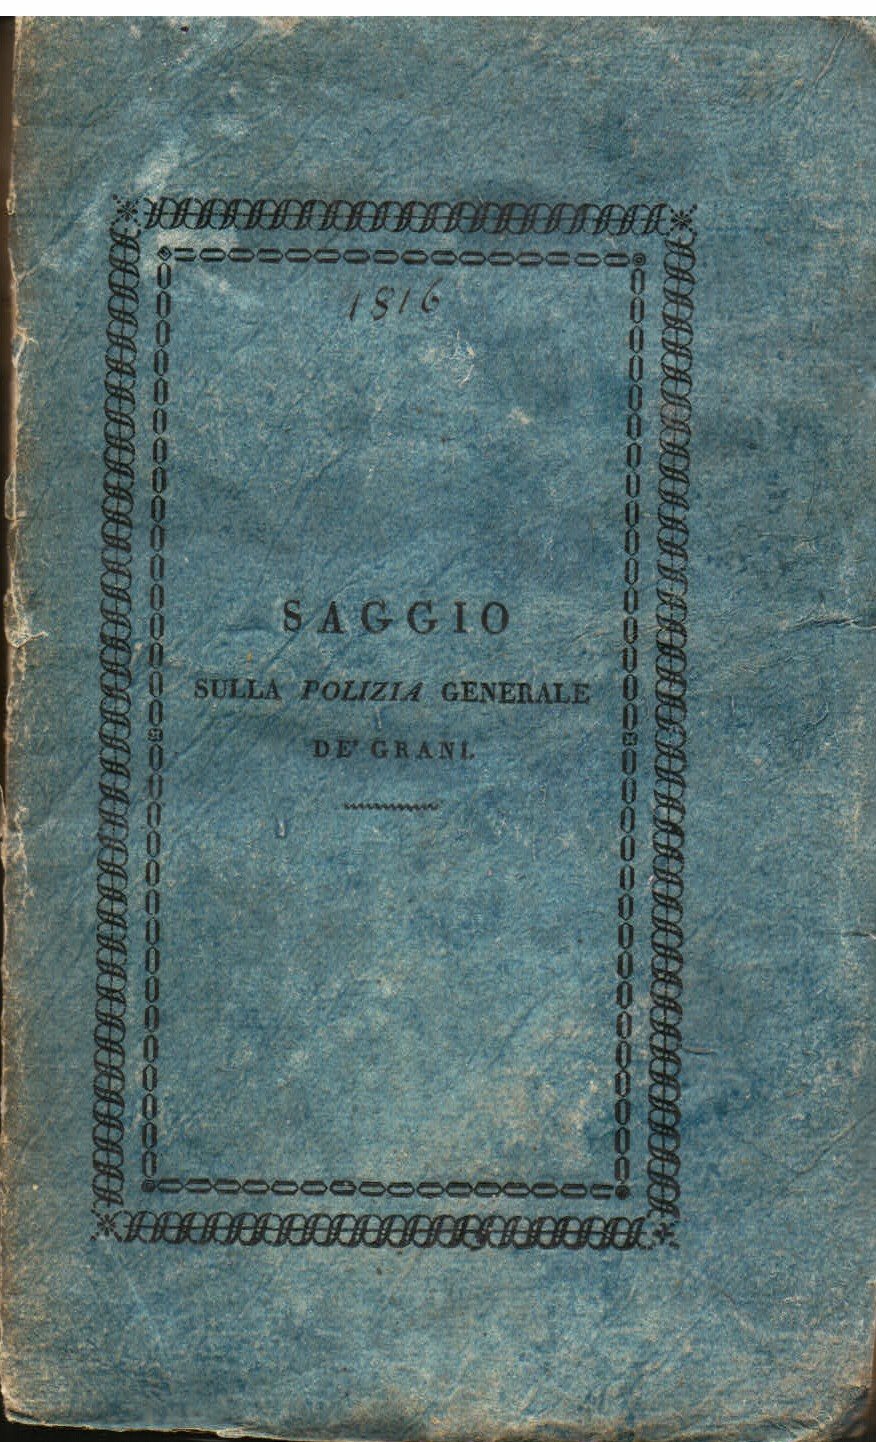 1816
SAGGIO
SULLA POLIZIA GENERALE
DE' GRANI.